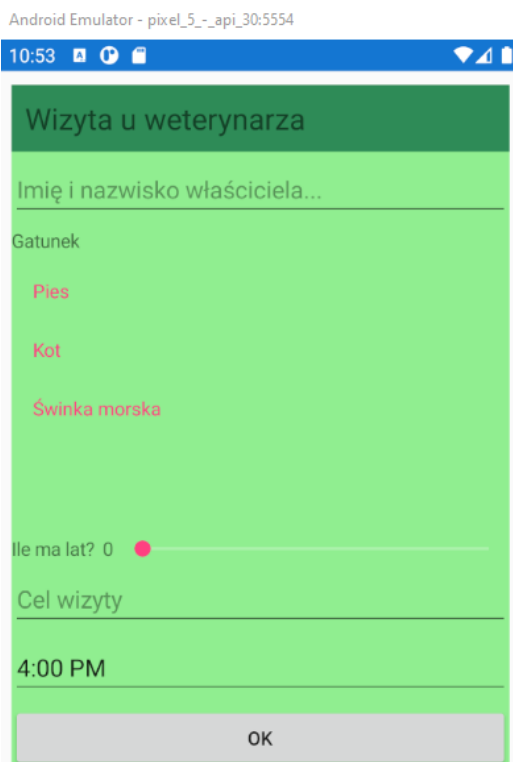 Android Emulator - pixel_5_-_api_30:5554
10:53
Wizyta u weterynarza
Imię i nazwisko właściciela...
Gatunek
Pies
Kot
Świnka morska
Ile ma lat? 0
Cel wizyty
4:00 PM
OK